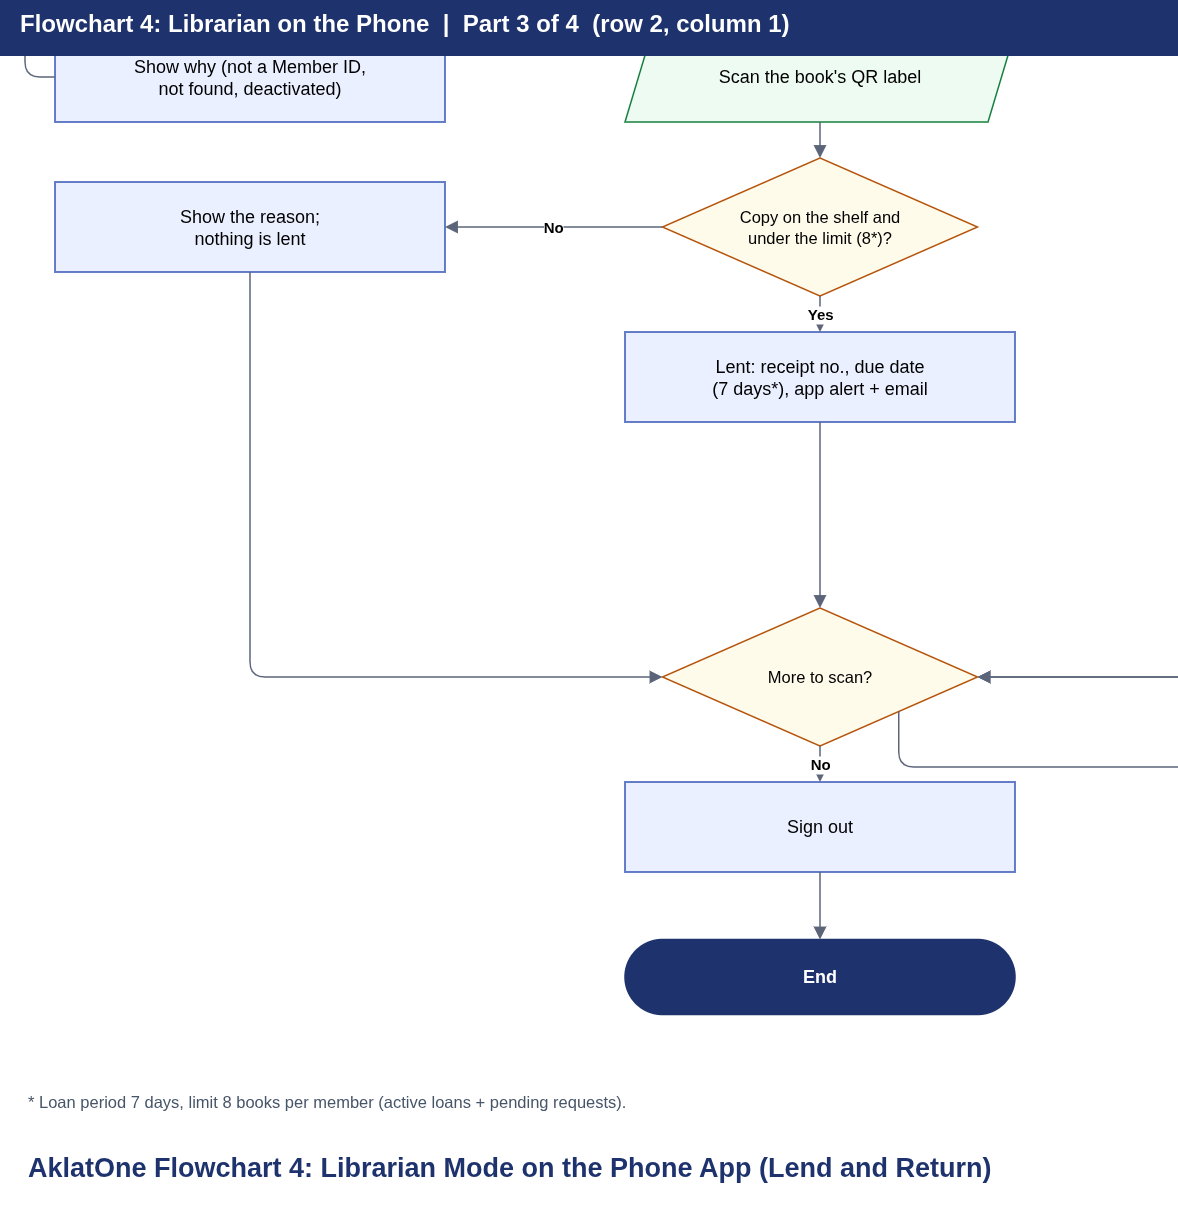 Flowchart 4: Librarian on the Phone | Part 3 of 4 (row 2, column 1)
Show why (not a Member ID,
not found, deactivated)
Scan the book's QR label
Copy on the shelf and
under the limit (8*)?
No
Show the reason;
nothing is lent
Yes
Lent: receipt no., due date
(7 days*), app alert + email
More to scan?
No
Sign out
End
* Loan period 7 days, limit 8 books per member (active loans + pending requests).
AklatOne Flowchart 4: Librarian Mode on the Phone App (Lend and Return)